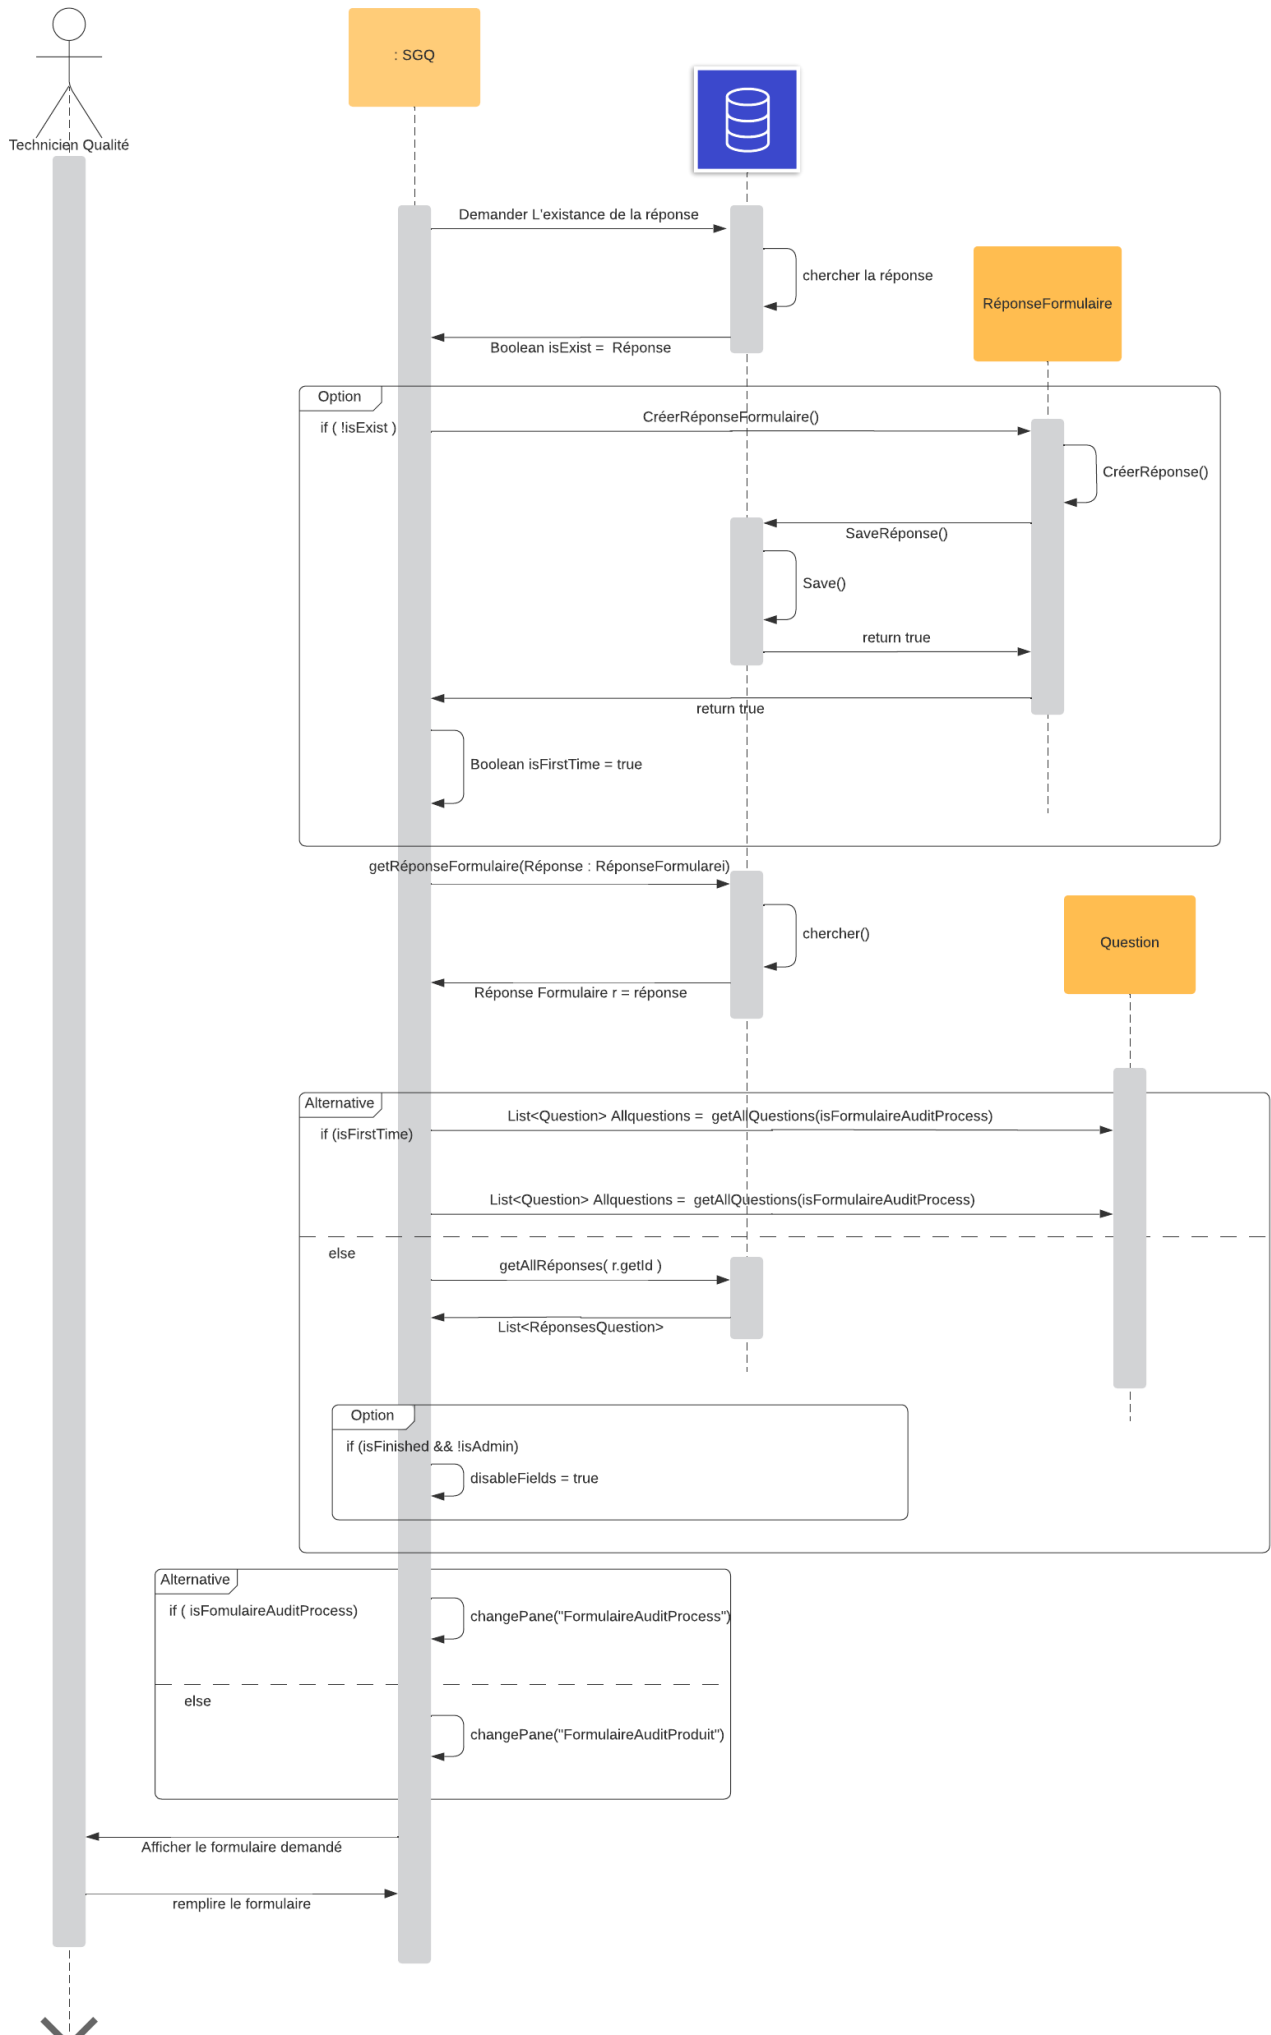 : SGQ
Technicien Qualité
Demander L'existance de la réponse
chercher la réponse
RéponseFormulaire
Boolean isExist =  Réponse
Option
if ( !isExist )
CréerRéponseFormulaire()
CréerRéponse()
SaveRéponse()
Save()
return true
return true
Boolean isFirstTime = true
getRéponseFormulaire(Réponse : RéponseFormularei)
chercher()
Question
Réponse Formulaire r = réponse
Alternative
List<Question> Allquestions =  getAllQuestions(isFormulaireAuditProcess)
if (isFirstTime)
List<Question> Allquestions =  getAllQuestions(isFormulaireAuditProcess)
else
getAllRéponses( r.getId )
List<RéponsesQuestion>
Option
if (isFinished && !isAdmin)
disableFields = true
Alternative
if ( isFomulaireAuditProcess)
changePane("FormulaireAuditProcess")
else
changePane("FormulaireAuditProduit")
Afficher le formulaire demandé
remplire le formulaire